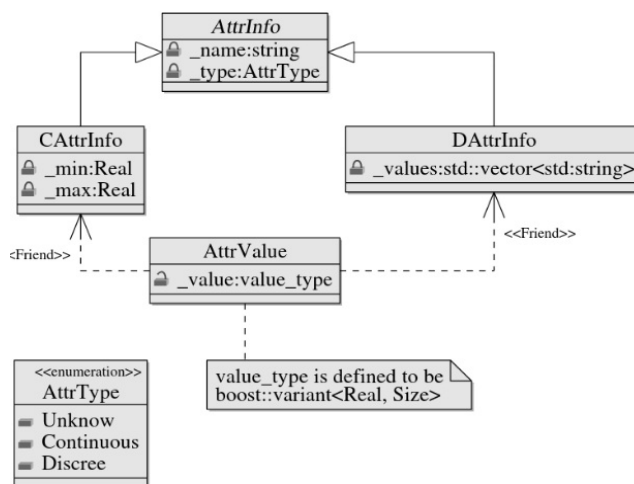 AttrInfo
_name:string
_type:AttrType
CAttrInfo
_min:Real
_max:Real
DAttrInfo
_values:std::vector<std:string>
<Friend>>
<<Friend>>
AttrValue
_value:value_type
<<enumeration>>
AttrType
Unknow
Continuous
Discree
value_type is defined to be
boost::variant<Real, Size>